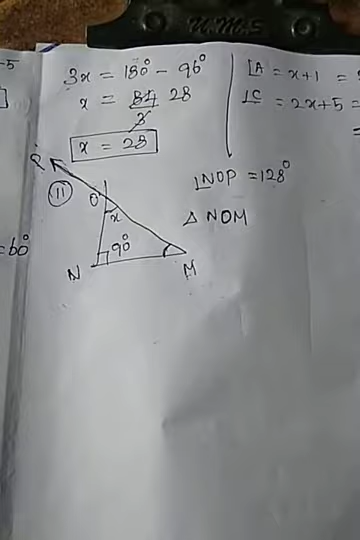 -5
3x = 180° - 96°
x = 84 28
3
x = 28
∠A = x+1 =
∠C = 2x+5 =
=
P
(11)
O
x
∠NOP = 128°
△ NOM
90°
N
M
= 60°